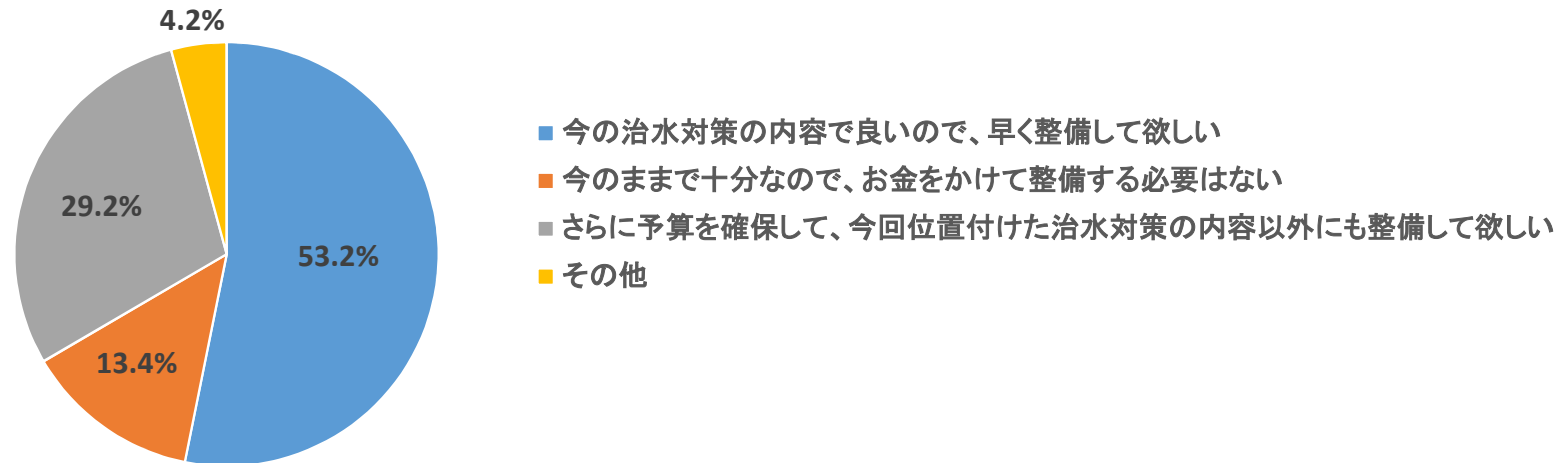 4.2%
29.2%
53.2%
13.4%
今の治水対策の内容で良いので、早く整備して欲しい
今のままで十分なので、お金をかけて整備する必要はない
さらに予算を確保して、今回位置付けた治水対策の内容以外にも整備して欲しい
その他